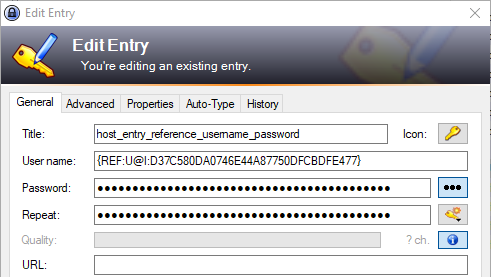 Edit Entry
Edit Entry
You're editing an existing entry.
General Advanced Properties Auto-Type History
Title: host_entry_reference_username_password Icon:
User name: {REF:U@I:D37C580DA0746E44A87750DFCBDFE477}
Password: ●●●●●●●●●●●●●●●●●●●●●●●●●●●●●●●●●●●●●●●●●● ●●●
Repeat: ●●●●●●●●●●●●●●●●●●●●●●●●●●●●●●●●●●●●●●●●●●
Quality: ? ch.
URL: